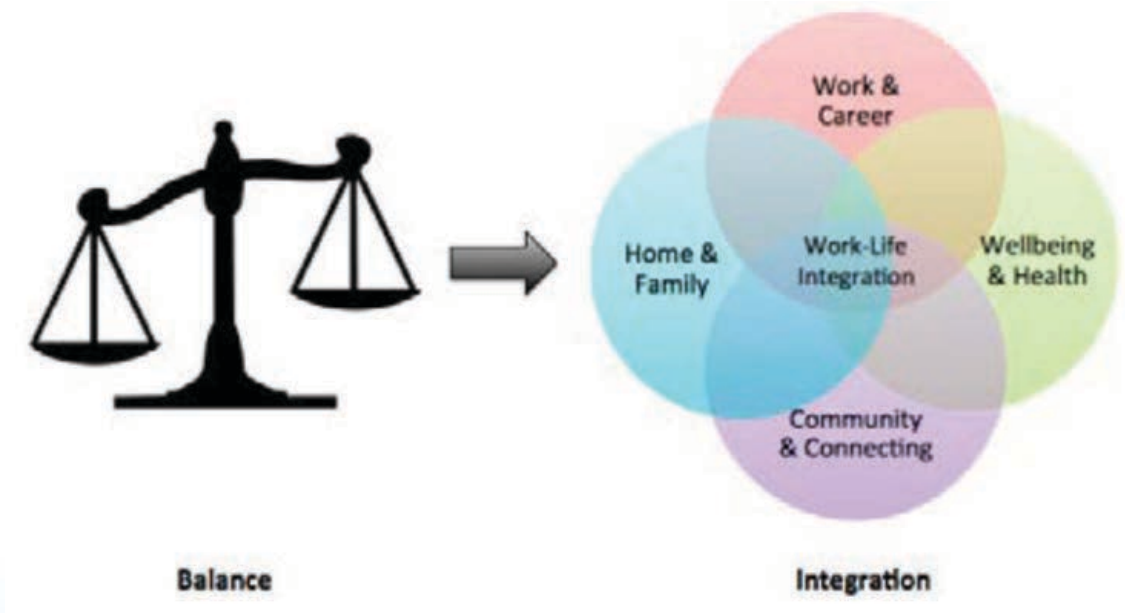 Work &
Career
Home &
Family
Work-Life
Integration
Wellbeing
& Health
Community
& Connecting
Balance
Integration